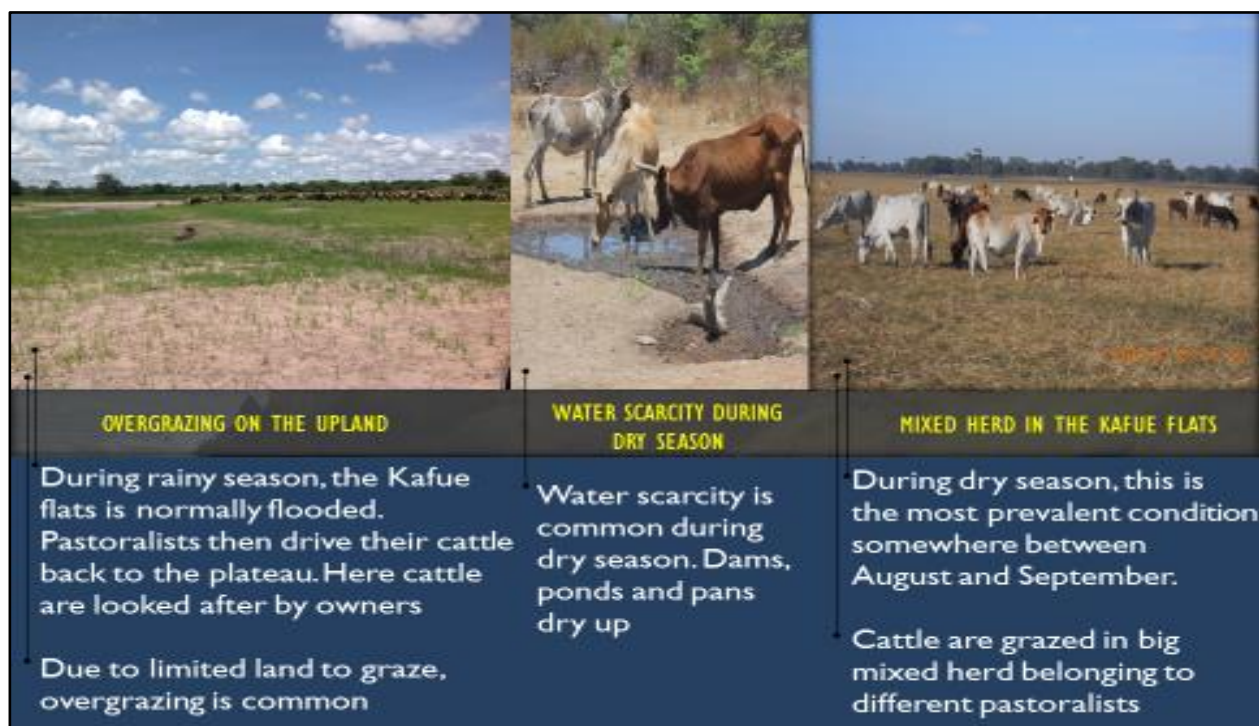 OVERGRAZING ON THE UPLAND
During rainy season, the Kafue
flats is normally flooded.
Pastoralists then drive their cattle
back to the plateau. Here cattle
are looked after by owners
Due to limited land to graze,
overgrazing is common
WATER SCARCITY DURING
DRY SEASON
Water scarcity is
common during
dry season. Dams,
ponds and pans
dry up
MIXED HERD IN THE KAFUE FLATS
During dry season, this is
the most prevalent condition
somewhere between
August and September.
Cattle are grazed in big
mixed herd belonging to
different pastoralists